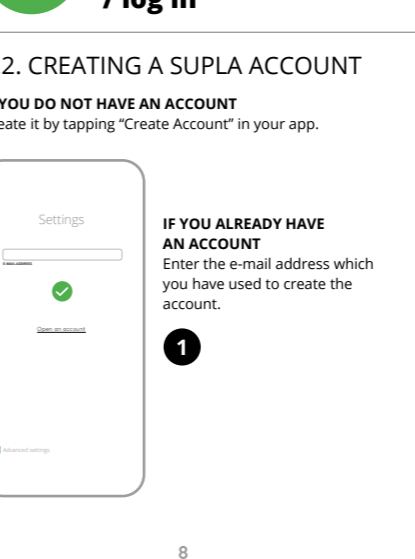 / log in
2. CREATING A SUPLA ACCOUNT
YOU DO NOT HAVE AN ACCOUNT
eate it by tapping “Create Account” in your app.
Settings
E-MAIL ADDRESS
Open an account
Advanced settings
IF YOU ALREADY HAVE
AN ACCOUNT
Enter the e-mail address which
you have used to create the
account.
1
8